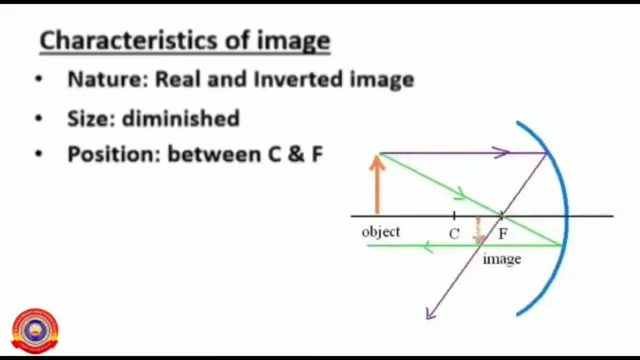 Characteristics of image
• Nature: Real and Inverted image
• Size: diminished
• Position: between C & F
object
C
F
image